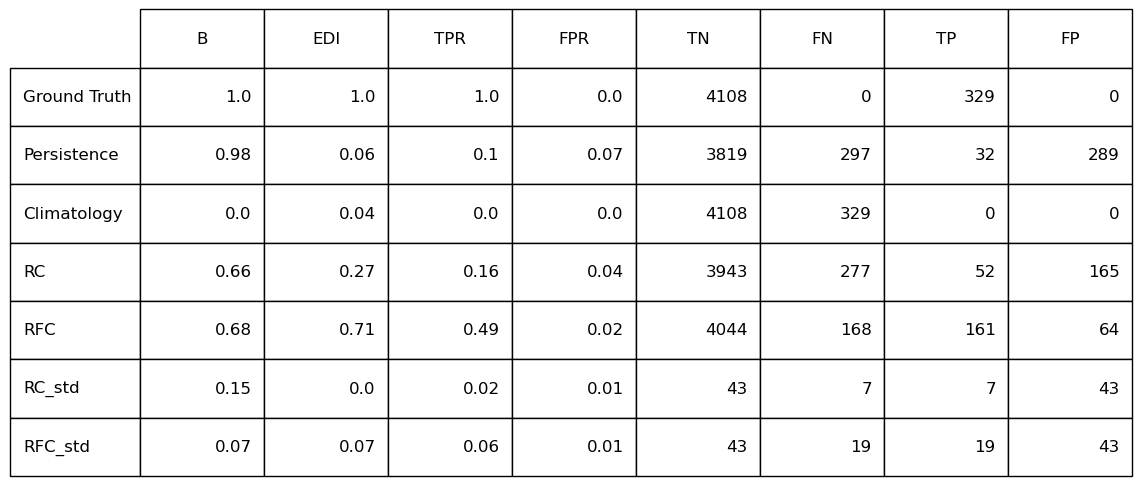 B EDI TPR FPR TN FN TP FP
Ground Truth 1.0 1.0 1.0 0.0 4108 0 329 0
Persistence 0.98 0.06 0.1 0.07 3819 297 32 289
Climatology 0.0 0.04 0.0 0.0 4108 329 0 0
RC 0.66 0.27 0.16 0.04 3943 277 52 165
RFC 0.68 0.71 0.49 0.02 4044 168 161 64
RC_std 0.15 0.0 0.02 0.01 43 7 7 43
RFC_std 0.07 0.07 0.06 0.01 43 19 19 43